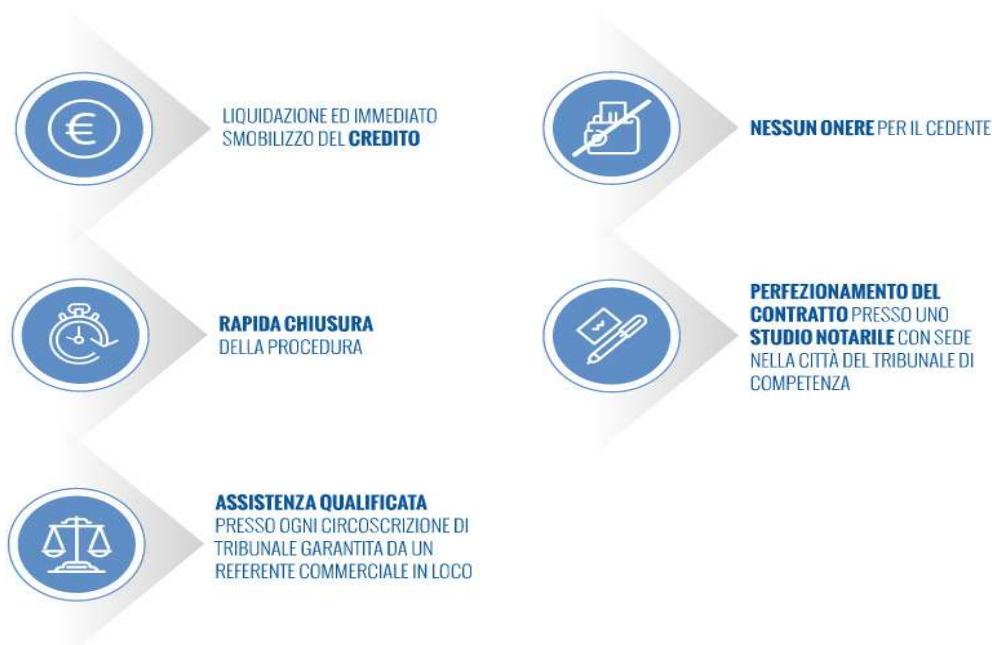 LIQUIDAZIONE ED IMMEDIATO
SMOBILIZZO DEL CREDITO
NESSUN ONERE PER IL CEDENTE
RAPIDA CHIUSURA
DELLA PROCEDURA
PERFEZIONAMENTO DEL
CONTRATTO PRESSO UNO
STUDIO NOTARILE CON SEDE
NELLA CITTÀ DEL TRIBUNALE DI
COMPETENZA
ASSISTENZA QUALIFICATA
PRESSO OGNI CIRCOSCRIZIONE DI
TRIBUNALE GARANTITA DA UN
REFERENTE COMMERCIALE IN LOCO